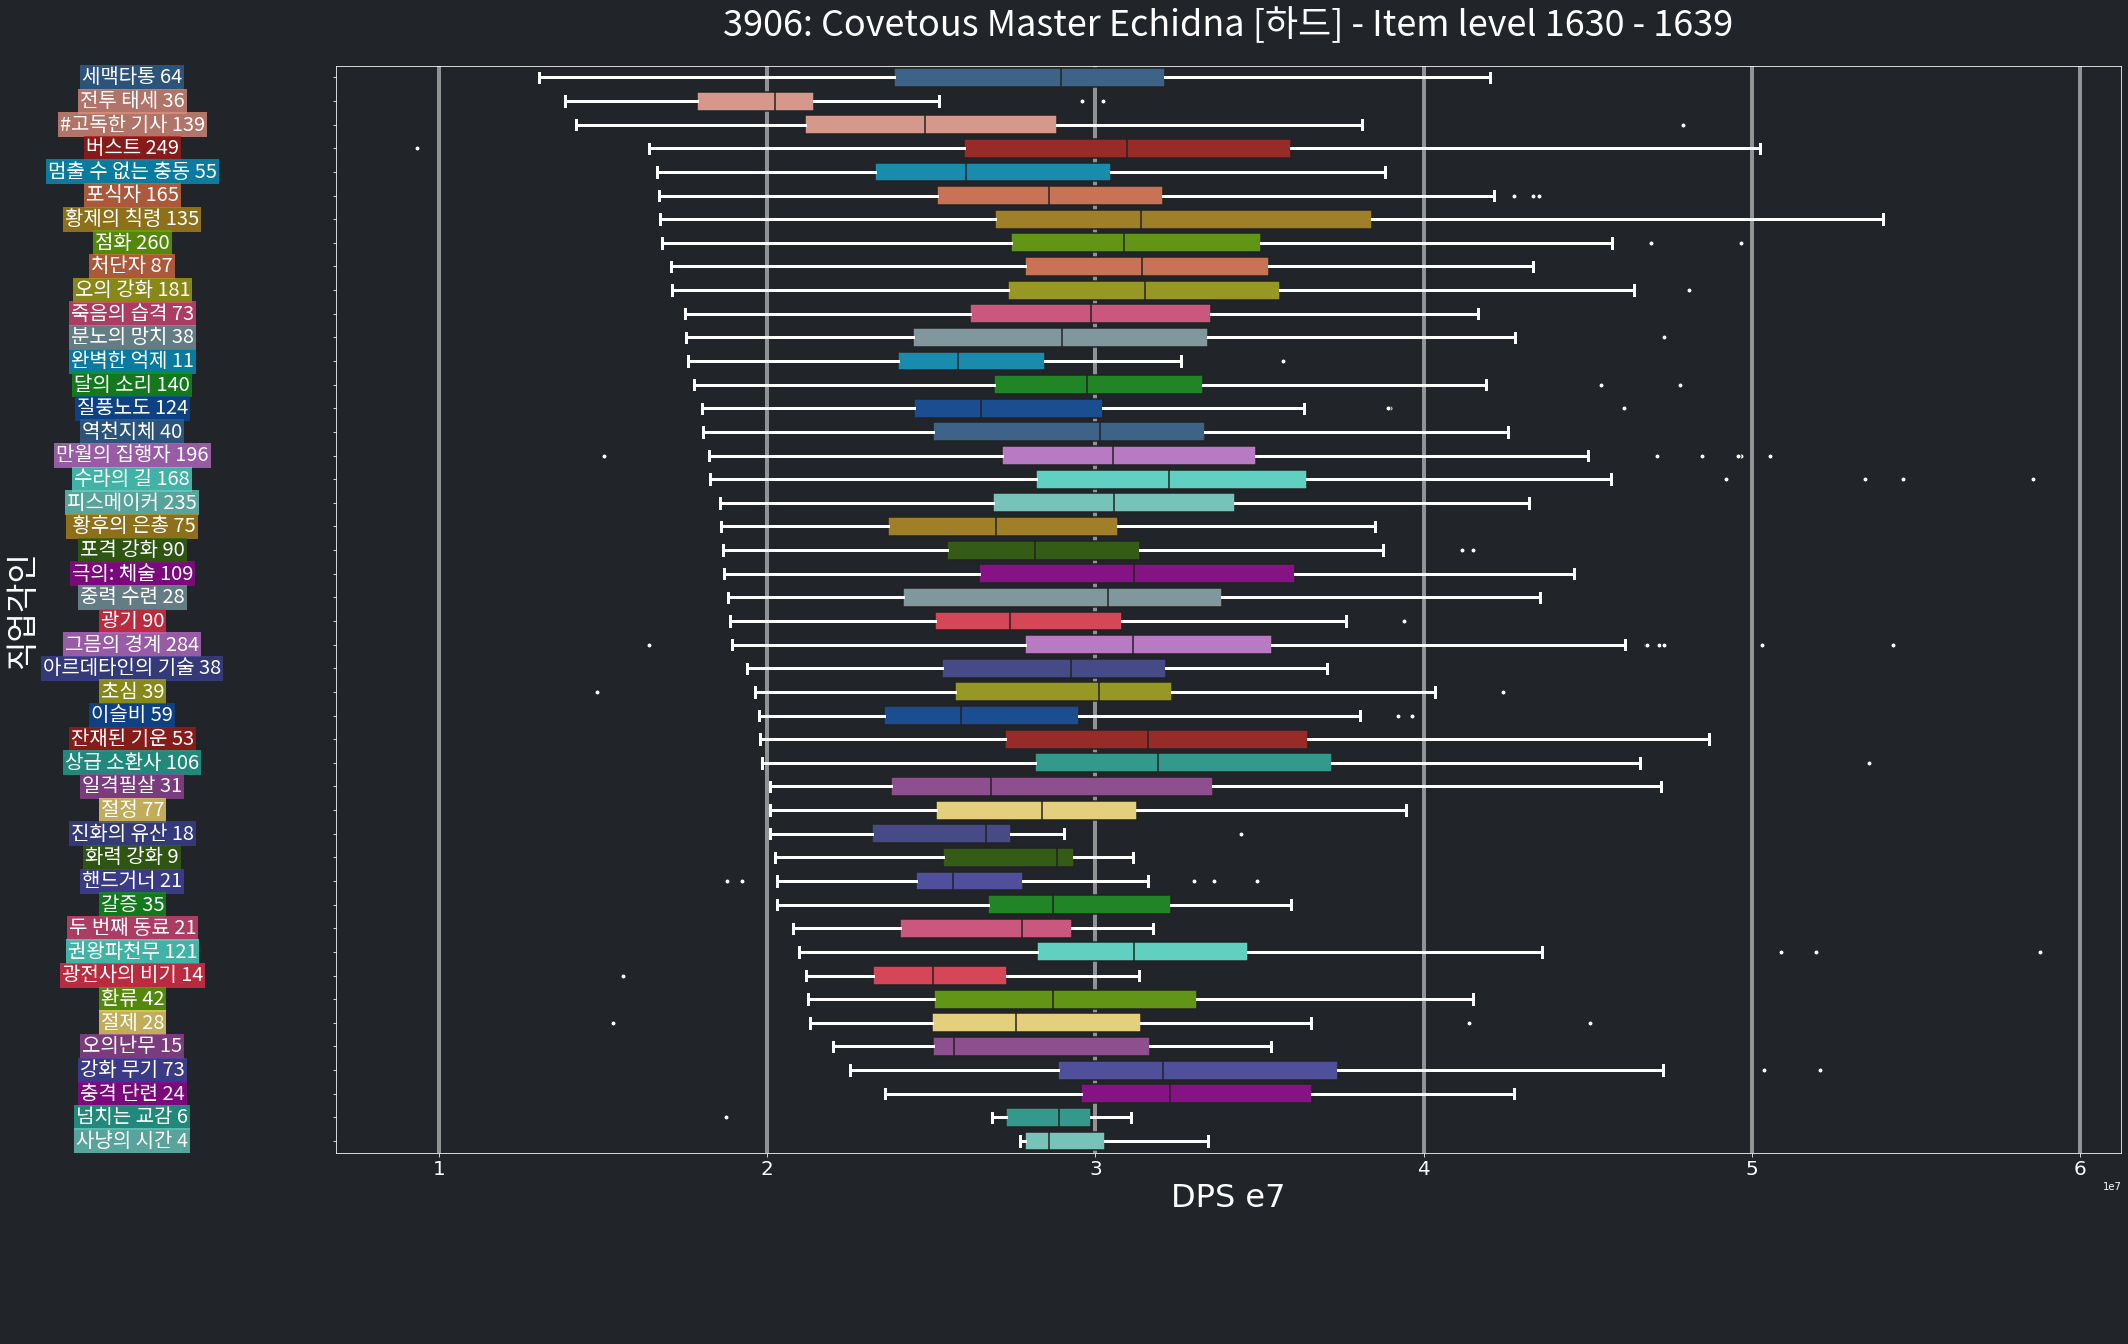 3906: Covetous Master Echidna [하드] - Item level 1630 - 1639
세맥타통 64
전투 태세 36
#고독한 기사 139
버스트 249
멈출 수 없는 충동 55
포식자 165
황제의 칙령 135
점화 260
처단자 87
오의 강화 181
죽음의 습격 73
분노의 망치 38
완벽한 억제 11
달의 소리 140
질풍노도 124
역천지체 40
만월의 집행자 196
수라의 길 168
피스메이커 235
황후의 은총 75
포격 강화 90
극의: 체술 109
중력 수련 28
광기 90
그믐의 경계 284
아르데타인의 기술 38
초심 39
이슬비 59
잔재된 기운 53
상급 소환사 106
일격필살 31
절정 77
진화의 유산 18
화력 강화 9
핸드거너 21
갈증 35
두 번째 동료 21
권왕파천무 121
광전사의 비기 14
환류 42
절제 28
오의난무 15
강화 무기 73
충격 단련 24
넘치는 교감 6
사냥의 시간 4
직업각인
1 2 3 4 5 6
1e7
DPS e7